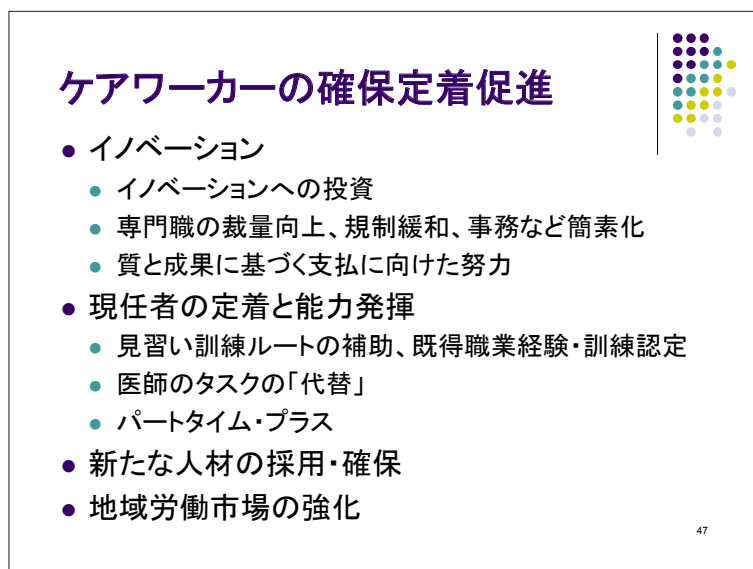 ケアワーカーの確保定着促進
● イノベーション
● イノベーションへの投資
● 専門職の裁量向上、規制緩和、事務など簡素化
● 質と成果に基づく支払に向けた努力
● 現任者の定着と能力発揮
● 見習い訓練ルートの補助、既得職業経験・訓練認定
● 医師のタスクの「代替」
● パートタイム・プラス
● 新たな人材の採用・確保
● 地域労働市場の強化
47